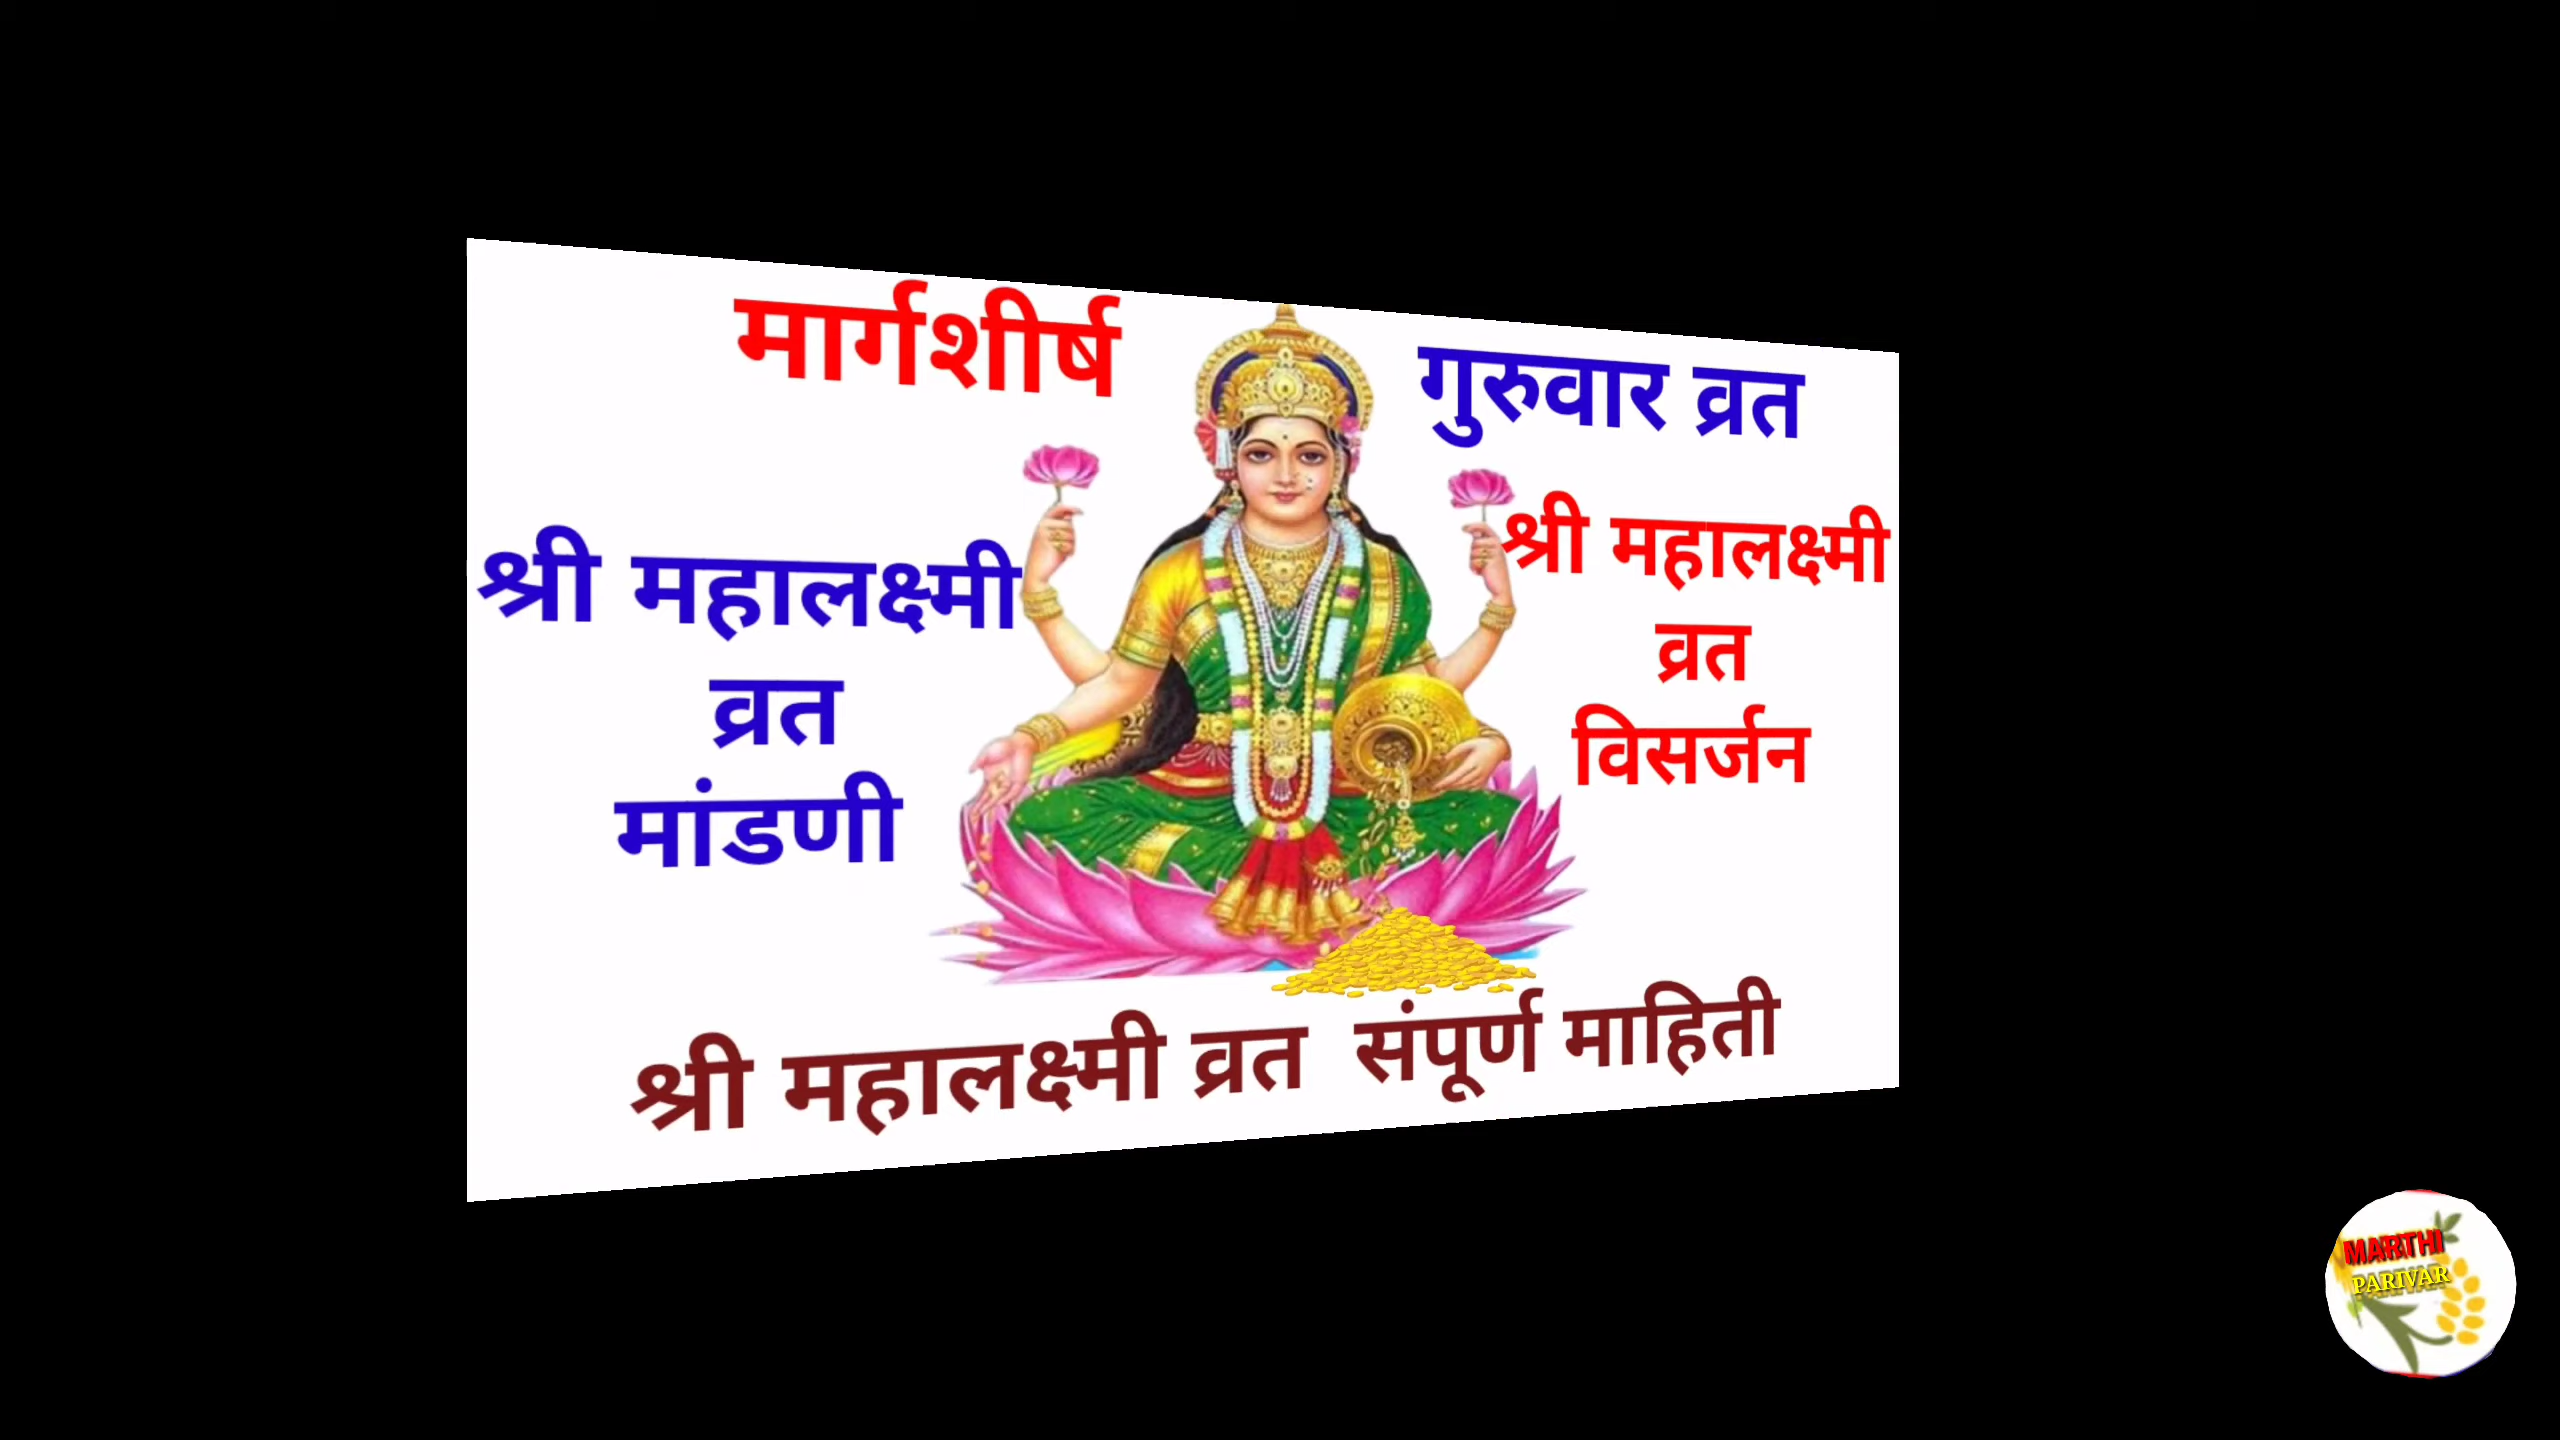 मार्गशीर्ष
गुरुवार व्रत
श्री महालक्ष्मी
व्रत
मांडणी
श्री महालक्ष्मी
व्रत
विसर्जन
श्री महालक्ष्मी व्रत संपूर्ण माहिती
MARTHI
PARIVAR